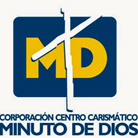 MD
CORPORACIÓN CENTRO CARISMÁTICO
MINUTO DE DIOS